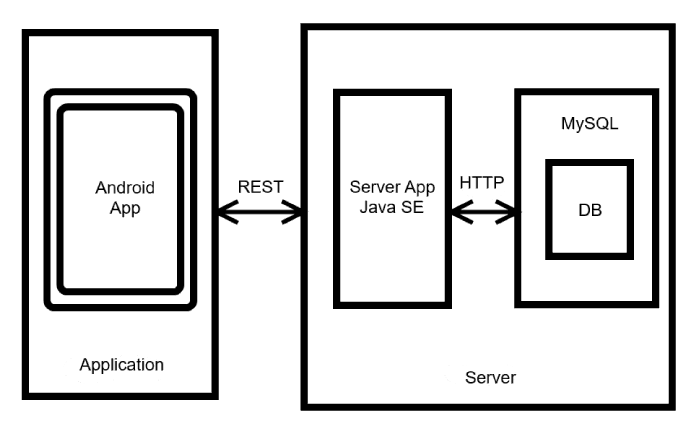 Android
App
Application
REST
Server App
Java SE
HTTP
MySQL
DB
Server